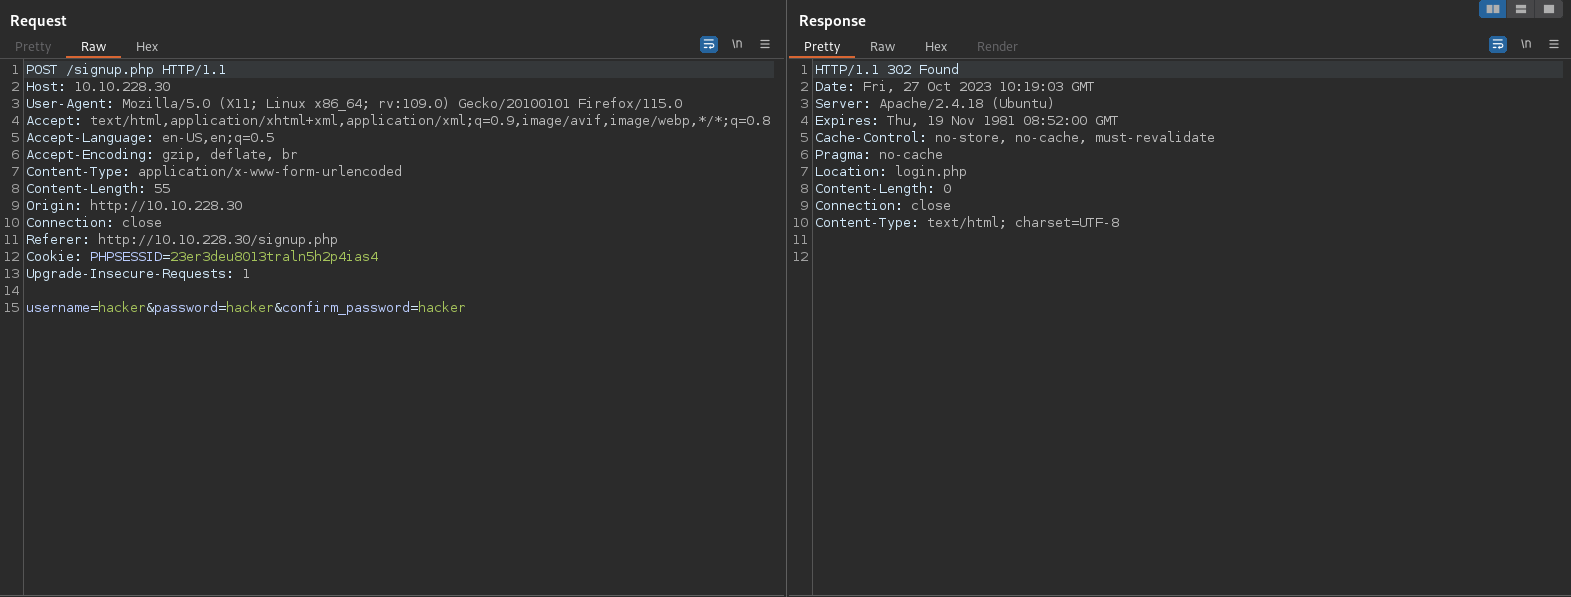 Request
Pretty Raw Hex \n
1 POST /signup.php HTTP/1.1
2 Host: 10.10.228.30
3 User-Agent: Mozilla/5.0 (X11; Linux x86_64; rv:109.0) Gecko/20100101 Firefox/115.0
4 Accept: text/html,application/xhtml+xml,application/xml;q=0.9,image/avif,image/webp,*/*;q=0.8
5 Accept-Language: en-US,en;q=0.5
6 Accept-Encoding: gzip, deflate, br
7 Content-Type: application/x-www-form-urlencoded
8 Content-Length: 55
9 Origin: http://10.10.228.30
10 Connection: close
11 Referer: http://10.10.228.30/signup.php
12 Cookie: PHPSESSID=23er3deu8013traln5h2p4ias4
13 Upgrade-Insecure-Requests: 1
14
15 username=hacker&password=hacker&confirm_password=hacker
Response
Pretty Raw Hex Render \n
1 HTTP/1.1 302 Found
2 Date: Fri, 27 Oct 2023 10:19:03 GMT
3 Server: Apache/2.4.18 (Ubuntu)
4 Expires: Thu, 19 Nov 1981 08:52:00 GMT
5 Cache-Control: no-store, no-cache, must-revalidate
6 Pragma: no-cache
7 Location: login.php
8 Content-Length: 0
9 Connection: close
10 Content-Type: text/html; charset=UTF-8
11
12